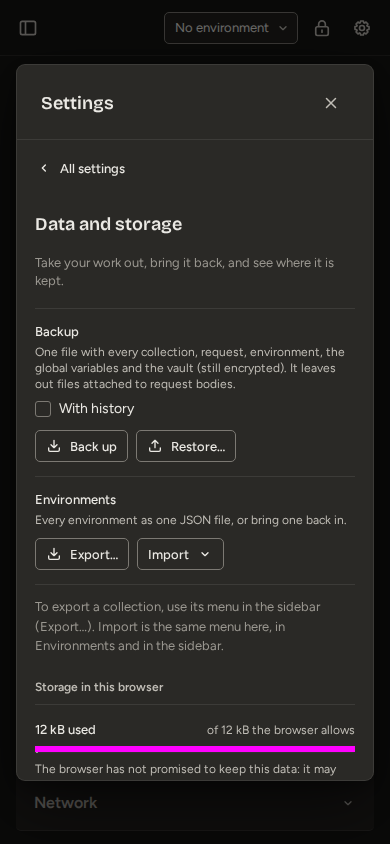 No environment
Settings
All settings
Data and storage
Take your work out, bring it back, and see where it is
kept.
Backup
One file with every collection, request, environment, the
global variables and the vault (still encrypted). It leaves
out files attached to request bodies.
With history
Back up
Restore...
Environments
Every environment as one JSON file, or bring one back in.
Export...
Import
To export a collection, use its menu in the sidebar
(Export...). Import is the same menu here, in
Environments and in the sidebar.
Storage in this browser
12 kB used
of 12 kB the browser allows
The browser has not promised to keep this data: it may
Network